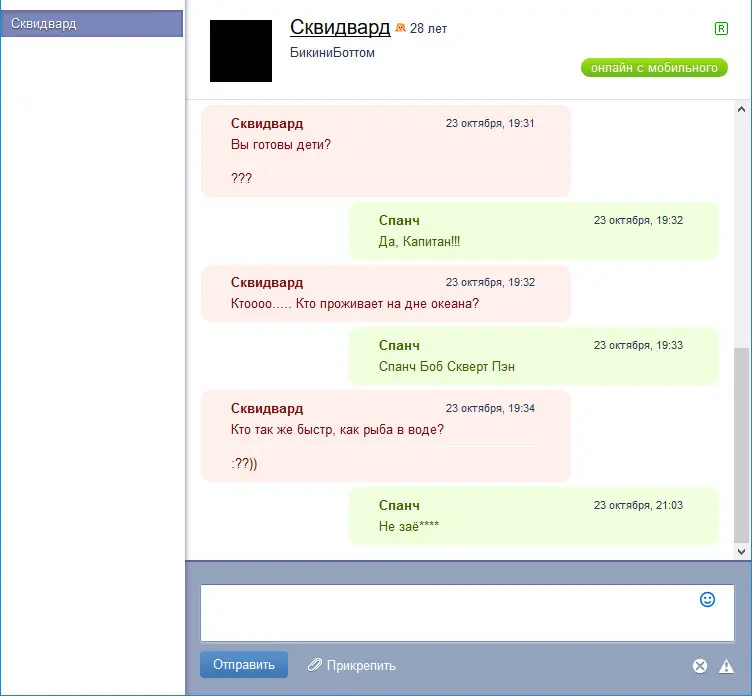 Сквидвард
Сквидвард 28 лет
R
БикиниБоттом
онлайн с мобильного
Сквидвард 23 октября, 19:31
Вы готовы дети?
???
Спанч 23 октября, 19:32
Да, Капитан!!!
Сквидвард 23 октября, 19:32
Ктоооо..... Кто проживает на дне океана?
Спанч 23 октября, 19:33
Спанч Боб Скверт Пэн
Сквидвард 23 октября, 19:34
Кто так же быстр, как рыба в воде?
:??))
Спанч 23 октября, 21:03
Не заё****
Отправить Прикрепить